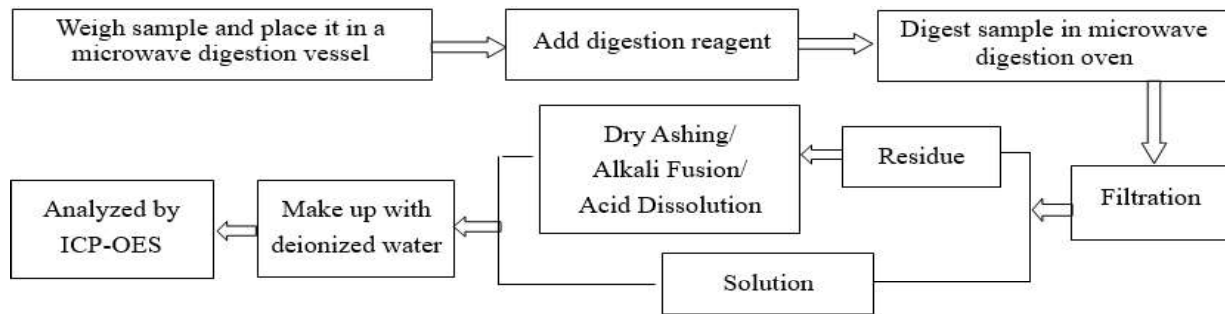 Weigh sample and place it in a
microwave digestion vessel
Add digestion reagent
Digest sample in microwave
digestion oven
Filtration
Residue
Dry Ashing/
Alkali Fusion/
Acid Dissolution
Solution
Make up with
deionized water
Analyzed by
ICP-OES